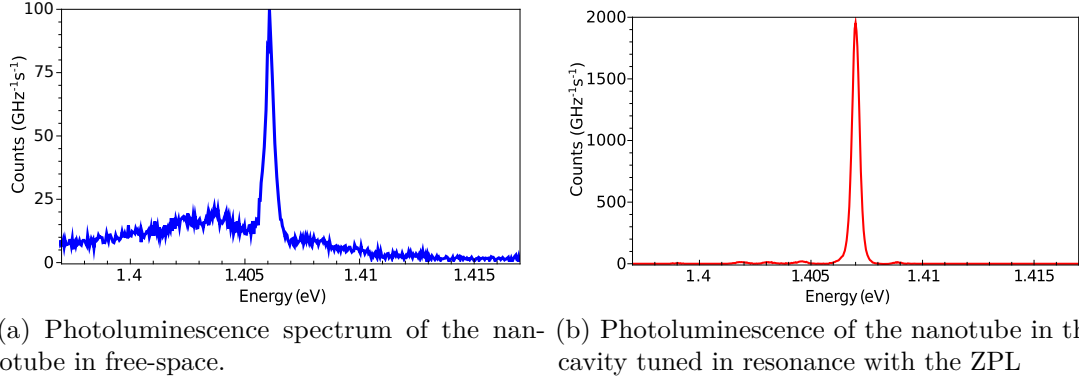 100
75
50
25
0
Counts (GHz-1s-1)
1.4
1.405
1.41
1.415
Energy (eV)
2000
1500
1000
500
0
Counts (GHz-1s-1)
1.4
1.405
1.41
1.415
Energy (eV)
(a) Photoluminescence spectrum of the nan-
otube in free-space.
(b) Photoluminescence of the nanotube in th
cavity tuned in resonance with the ZPL